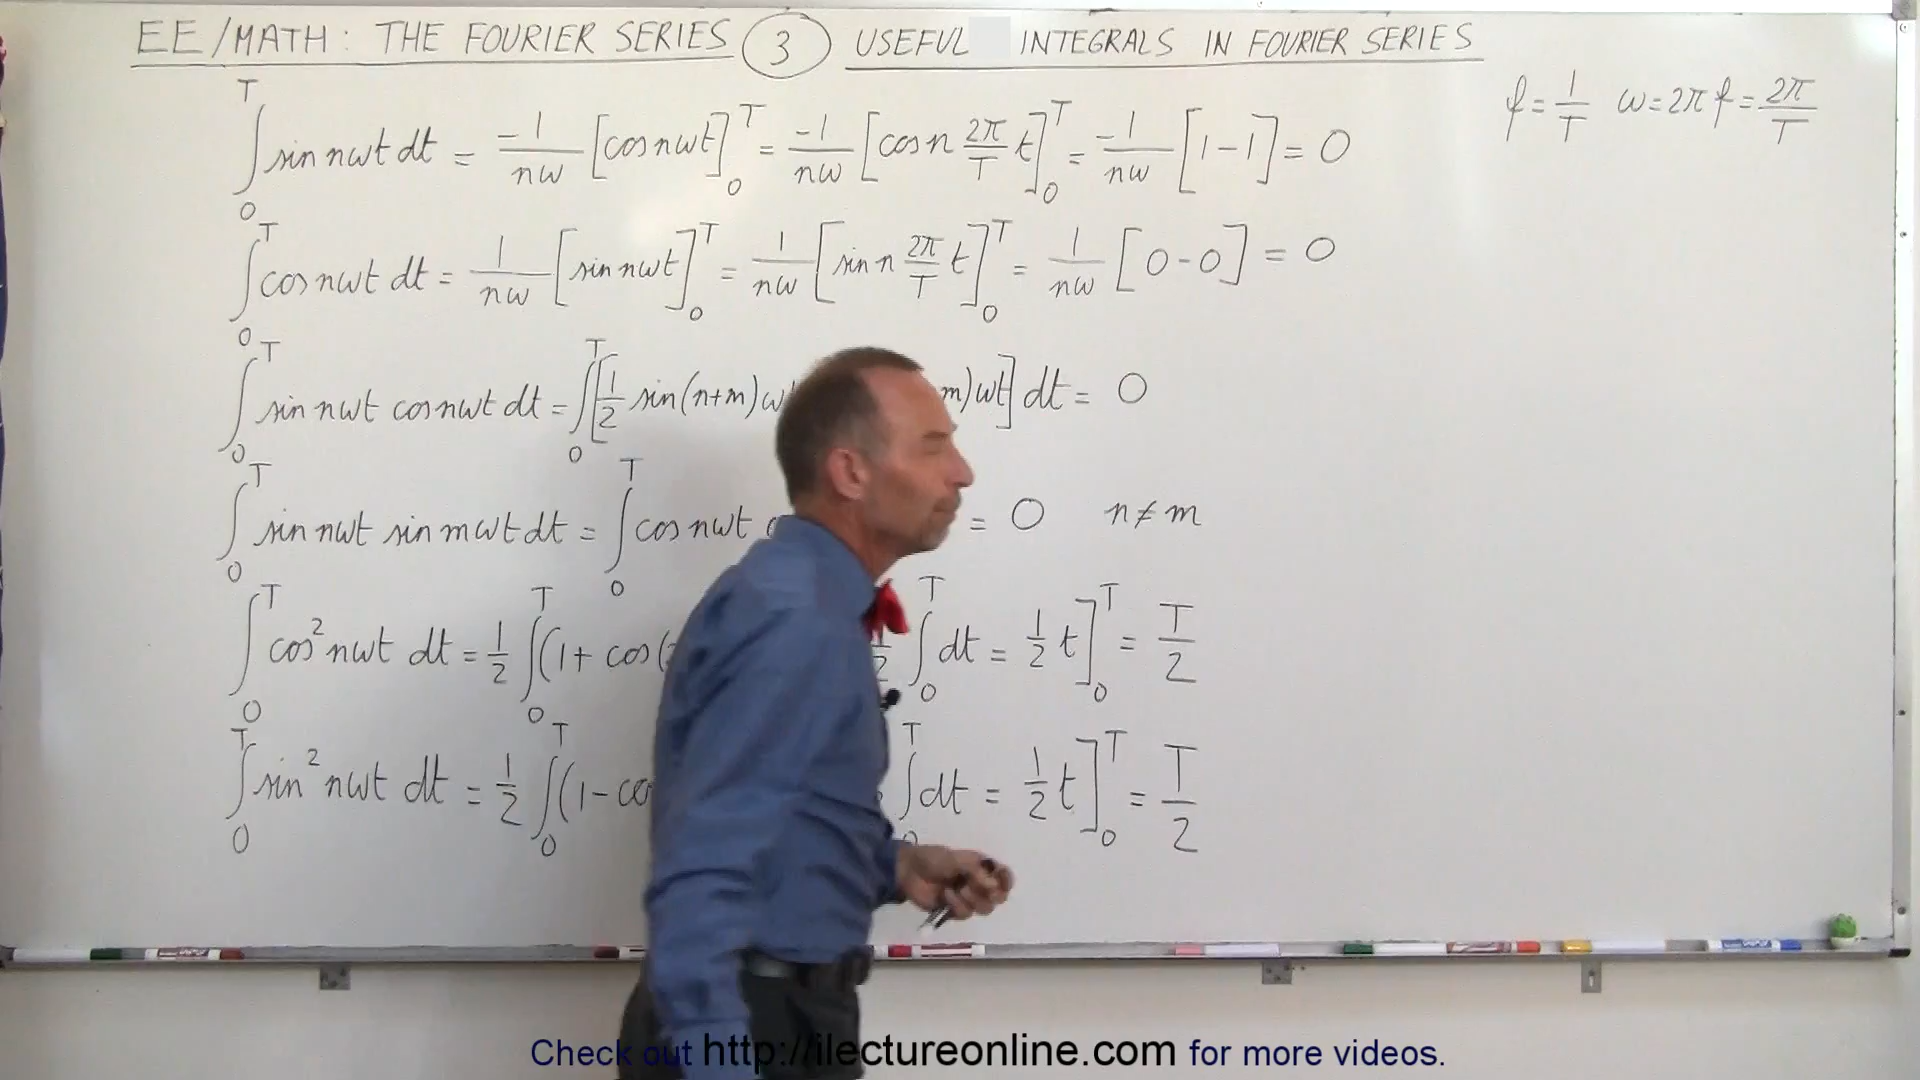 EE/MATH: THE FOURIER SERIES 3 USEFUL INTEGRALS IN FOURIER SERIES
f = 1/T ω = 2π f = 2π/T
∫₀ᵀ sin nωt dt = -1/nω [cos nωt]₀ᵀ = -1/nω [cos n 2π/T t]₀ᵀ = -1/nω [1-1] = 0
∫₀ᵀ cos nωt dt = 1/nω [sin nωt]₀ᵀ = 1/nω [sin n 2π/T t]₀ᵀ = 1/nω [0-0] = 0
∫₀ᵀ sin nωt cos nωt dt = ∫₀ᵀ [1/2 sin(n+m)ω m)ωt] dt = 0
∫₀ᵀ sin nωt sin mωt dt = ∫₀ᵀ cos nωt = 0 n ≠ m
∫₀ᵀ cos² nωt dt = 1/2 ∫₀ᵀ (1 + cos( 1/2 ∫₀ᵀ dt = 1/2 t]₀ᵀ = T/2
∫₀ᵀ sin² nωt dt = 1/2 ∫₀ᵀ (1 - co ∫₀ᵀ dt = 1/2 t]₀ᵀ = T/2
Check out http://ilectureonline.com for more videos.